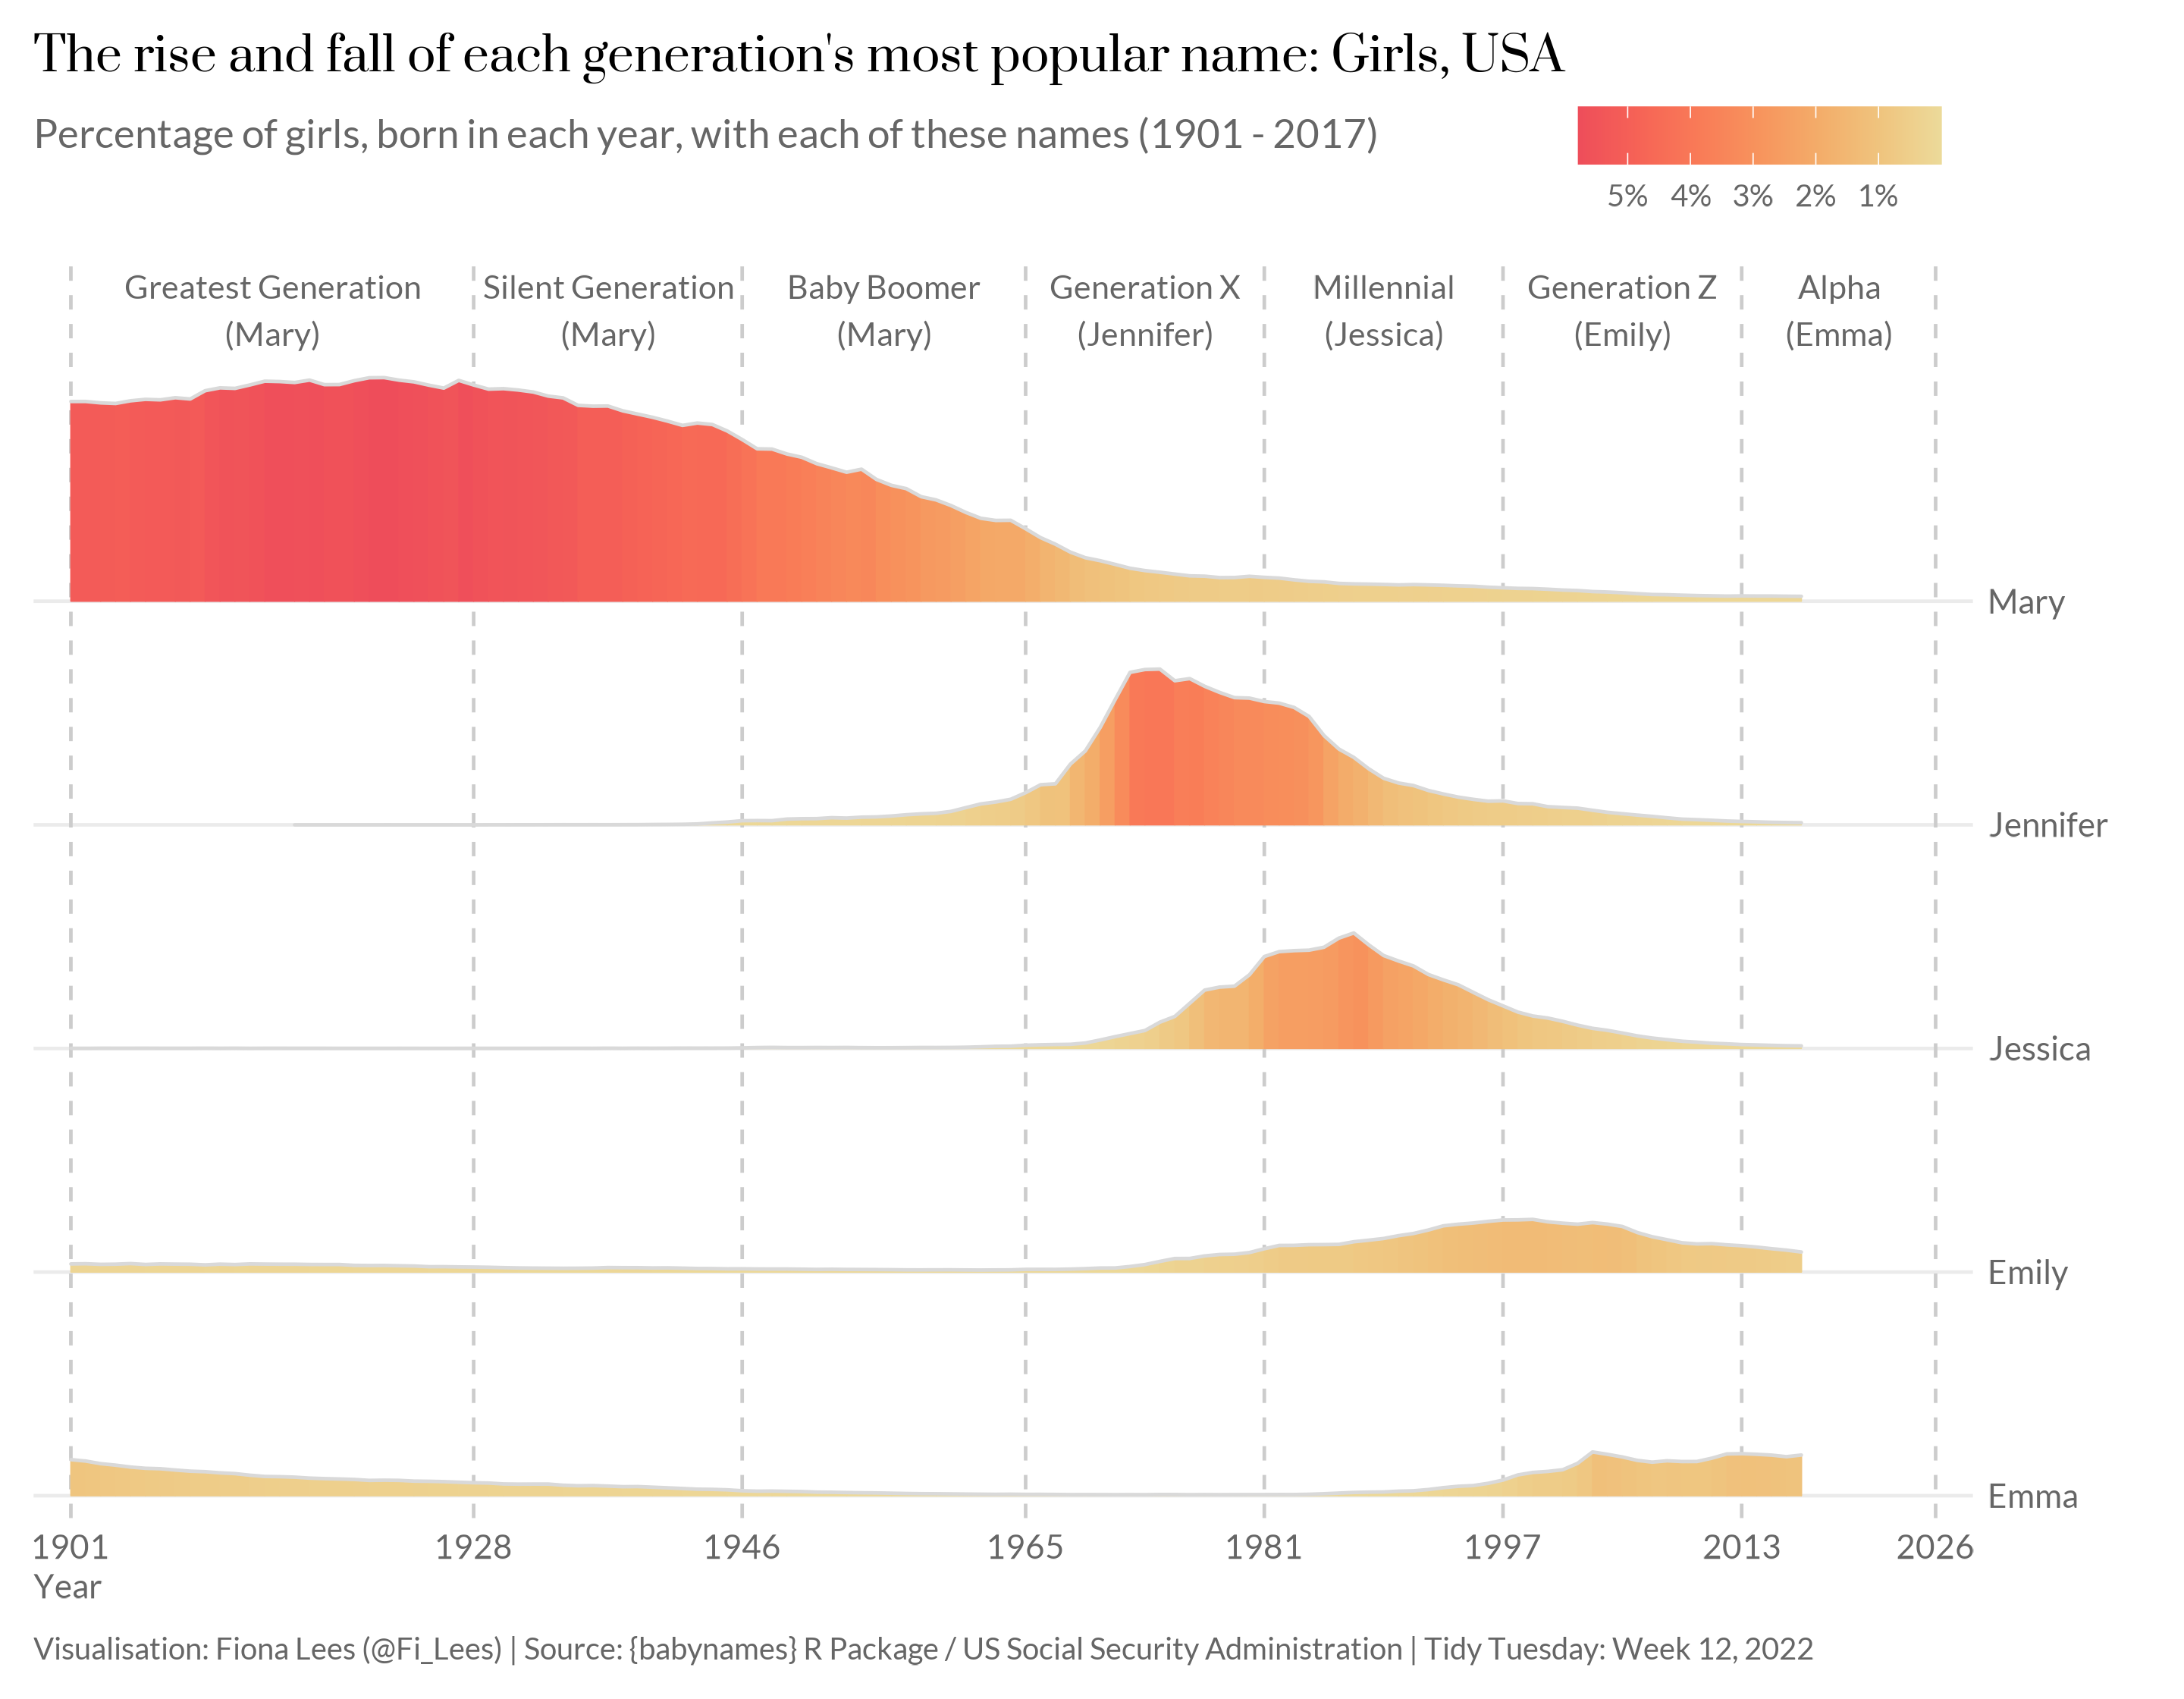 The rise and fall of each generation's most popular name: Girls, USA
Percentage of girls, born in each year, with each of these names (1901 - 2017)
5% 4% 3% 2% 1%
Greatest Generation
(Mary)
Silent Generation
(Mary)
Baby Boomer
(Mary)
Generation X
(Jennifer)
Millennial
(Jessica)
Generation Z
(Emily)
Alpha
(Emma)
Mary
Jennifer
Jessica
Emily
Emma
1901 1928 1946 1965 1981 1997 2013 2026
Year
Visualisation: Fiona Lees (@Fi_Lees) | Source: {babynames} R Package / US Social Security Administration | Tidy Tuesday: Week 12, 2022